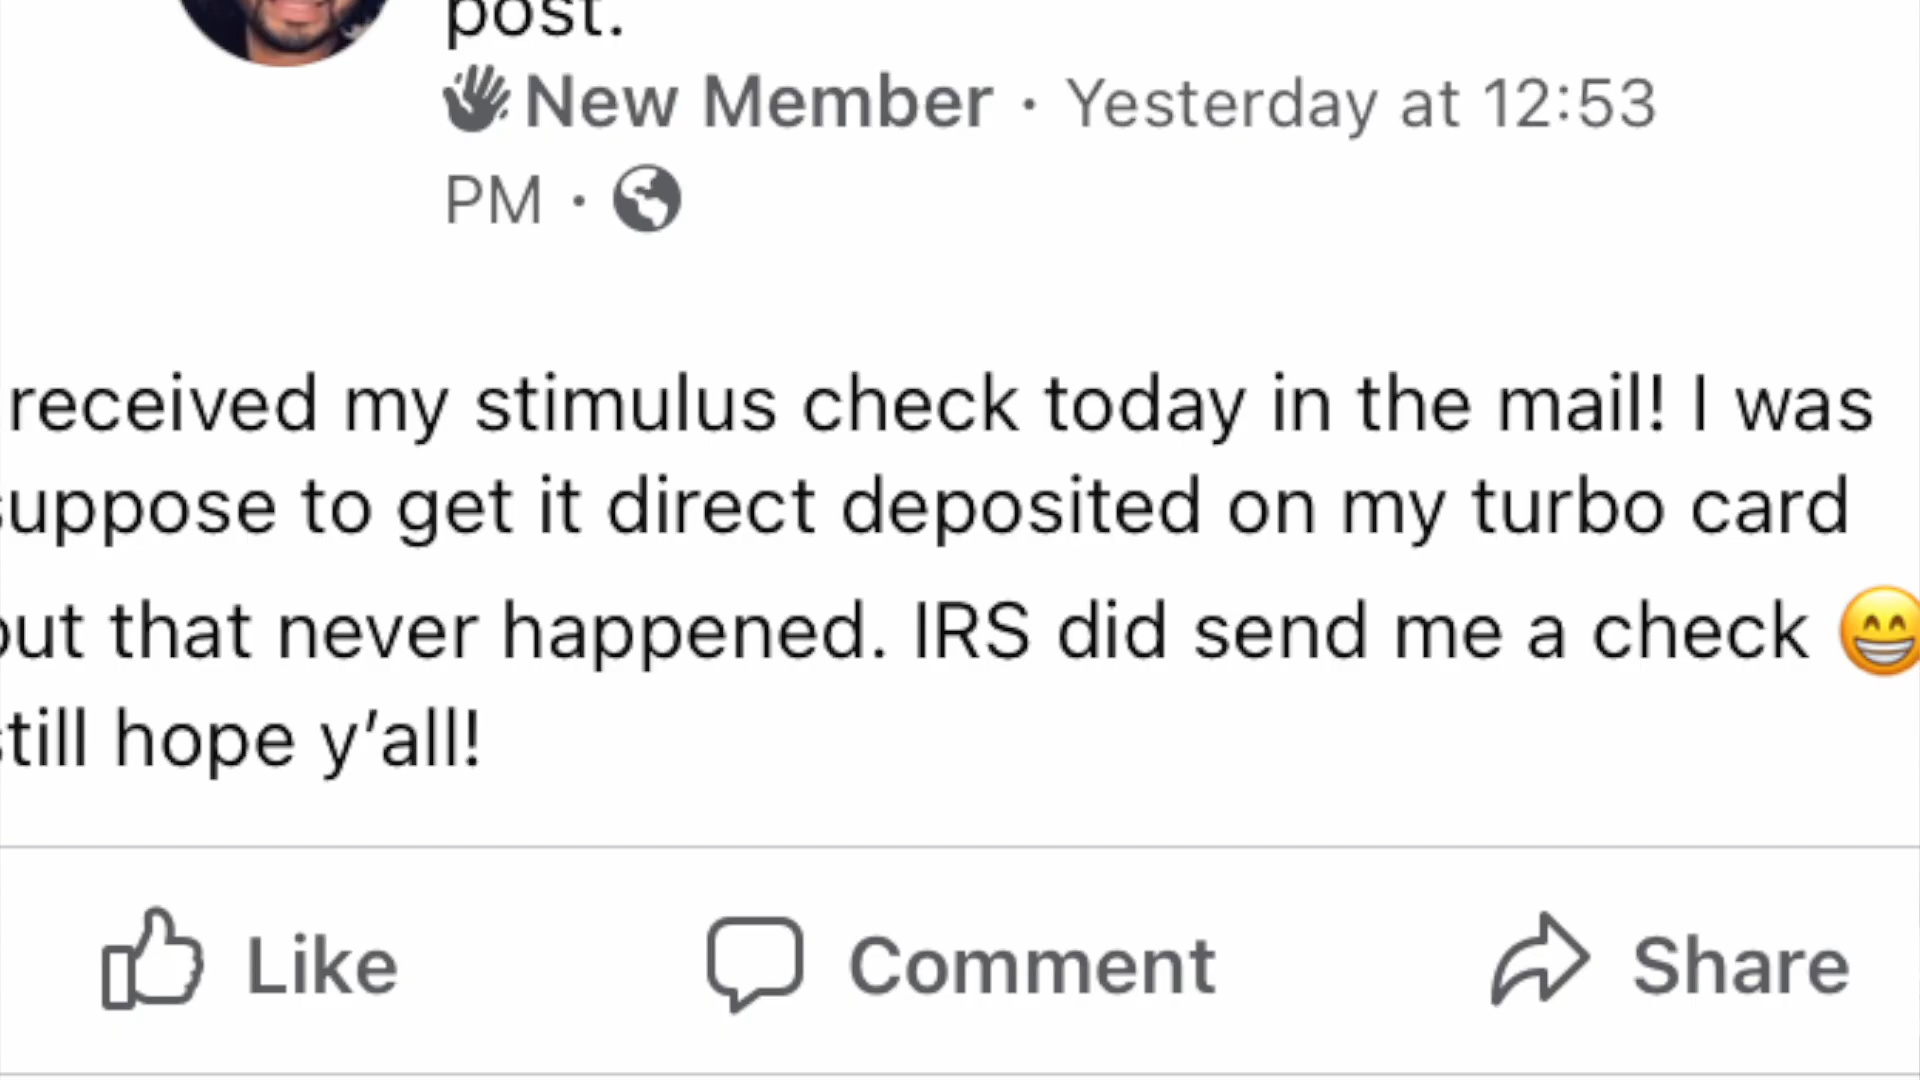 post.
New Member · Yesterday at 12:53
PM ·
received my stimulus check today in the mail! I was
suppose to get it direct deposited on my turbo card
but that never happened. IRS did send me a check 😁
still hope y’all!
Like Comment Share